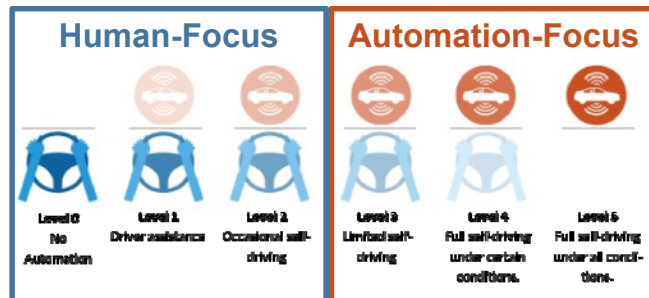 Human-Focus
Automation-Focus
Level 0
No
Automation
Level 1
Driver assistance
Level 2
Occasional self-
driving
Level 3
Limited self-
driving
Level 4
Full self-driving
under certain
conditions.
Level 5
Full self-driving
under all condi-
tions.